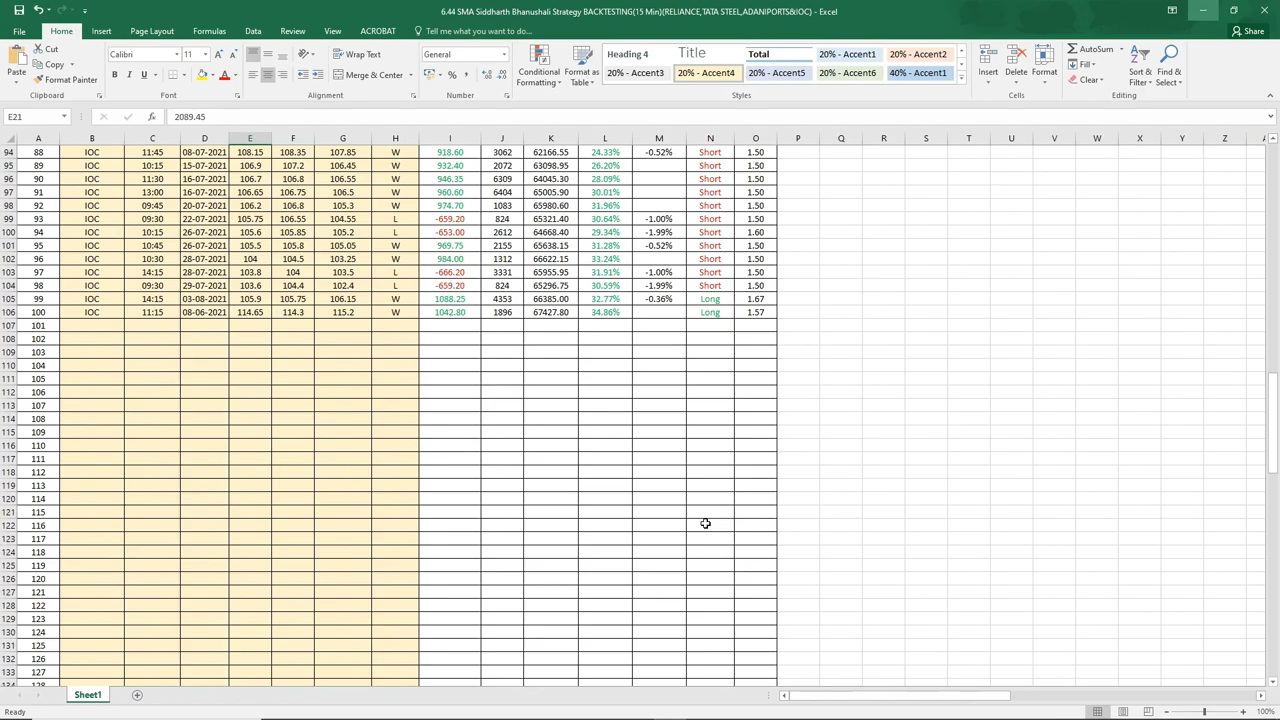 6.44 SMA Siddharth Bhanushali Strategy BACKTESTING(15 Min)(RELIANCE,TATA STEEL,ADANIPORTS&IOC) - Excel
File Home Insert Page Layout Formulas Data Review View ACROBAT Tell me what you want to do... Share
Paste Cut Copy Format Painter Clipboard
Calibri 11 B I U Font
Wrap Text Merge & Center Alignment
General % , Number
Conditional Formatting Format as Table
Heading 4 Title Total 20% - Accent1 20% - Accent2
20% - Accent3 20% - Accent4 20% - Accent5 20% - Accent6 40% - Accent1
Styles
Insert Delete Format Cells
AutoSum Fill Clear Sort & Filter Find & Select Editing
E21 fx 2089.45
A B C D E F G H I J K L M N O P Q R S T U V W X Y Z
94 88 IOC 11:45 08-07-2021 108.15 108.35 107.85 W 918.60 3062 62166.55 24.33% -0.52% Short 1.50
95 89 IOC 10:15 15-07-2021 106.9 107.2 106.45 W 932.40 2072 63098.95 26.20% Short 1.50
96 90 IOC 11:30 16-07-2021 106.7 106.8 106.55 W 946.35 6309 64045.30 28.09% Short 1.50
97 91 IOC 13:00 16-07-2021 106.65 106.75 106.5 W 960.60 6404 65005.90 30.01% Short 1.50
98 92 IOC 09:45 20-07-2021 106.2 106.8 105.3 W 974.70 1083 65980.60 31.96% Short 1.50
99 93 IOC 09:30 22-07-2021 105.75 106.55 104.55 L -659.20 824 65321.40 30.64% -1.00% Short 1.50
100 94 IOC 10:15 26-07-2021 105.6 105.85 105.2 L -653.00 2612 64668.40 29.34% -1.99% Short 1.60
101 95 IOC 10:45 26-07-2021 105.5 105.8 105.05 W 969.75 2155 65638.15 31.28% -0.52% Short 1.50
102 96 IOC 10:30 28-07-2021 104 104.5 103.25 W 984.00 1312 66622.15 33.24% Short 1.50
103 97 IOC 14:15 28-07-2021 103.8 104 103.5 L -666.20 3331 65955.95 31.91% -1.00% Short 1.50
104 98 IOC 09:30 29-07-2021 103.6 104.4 102.4 L -659.20 824 65296.75 30.59% -1.99% Short 1.50
105 99 IOC 14:15 03-08-2021 105.9 105.75 106.15 W 1088.25 4353 66385.00 32.77% -0.36% Long 1.67
106 100 IOC 11:15 08-06-2021 114.65 114.3 115.2 W 1042.80 1896 67427.80 34.86% Long 1.57
107 101
108 102
109 103
110 104
111 105
112 106
113 107
114 108
115 109
116 110
117 111
118 112
119 113
120 114
121 115
122 116
123 117
124 118
125 119
126 120
127 121
128 122
129 123
130 124
131 125
132 126
133 127
Sheet1
Ready 100%